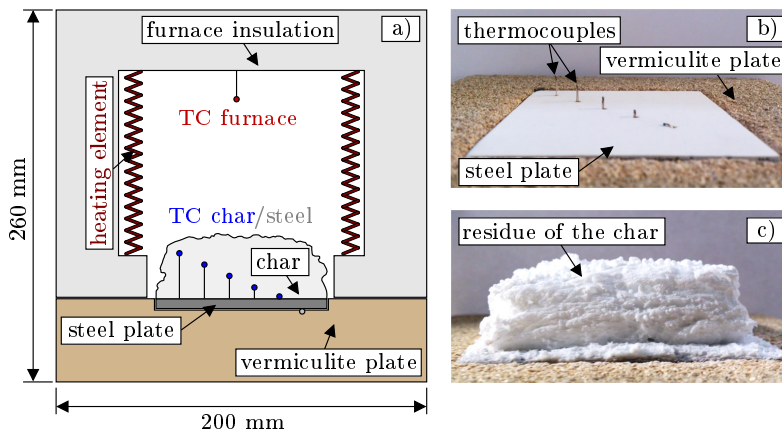 furnace insulation
a)
TC furnace
heating element
260 mm
TC char/steel
char
steel plate
vermiculite plate
200 mm
thermocouples
b)
vermiculite plate
steel plate
residue of the char
c)